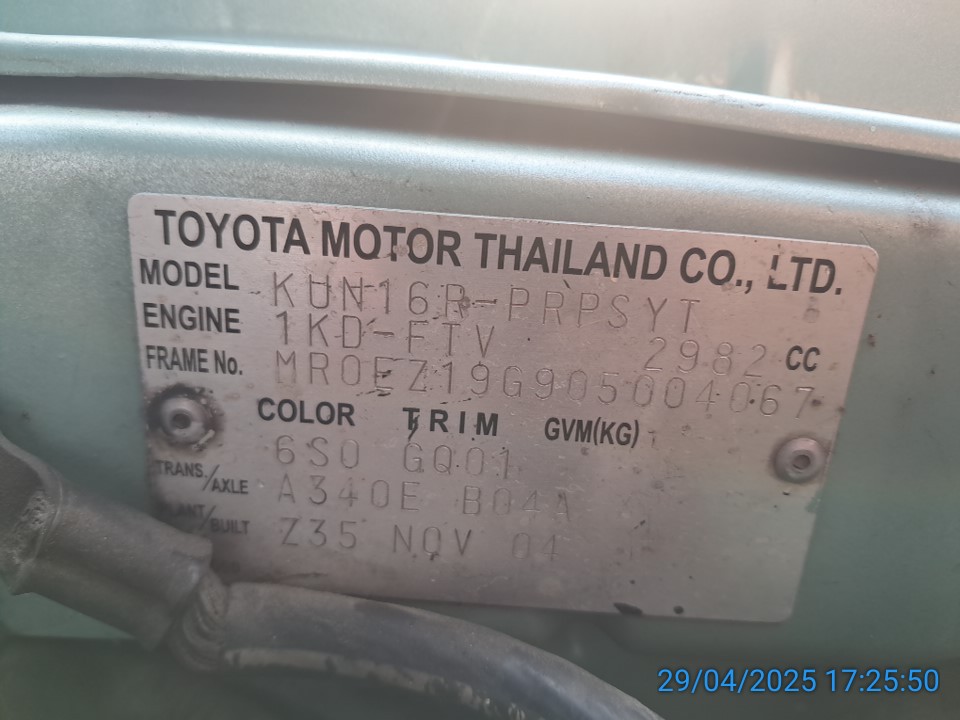 TOYOTA MOTOR THAILAND CO., LTD.
MODEL KUN16R-PRPSYT
ENGINE 1KD-FTV 2982 CC
FRAME No. MR0EZ19G905004067
COLOR TRIM GVM(KG)
6S0 GQ01
TRANS./AXLE A340E B04A
PLANT/BUILT Z35 NOV 04
29/04/2025 17:25:50